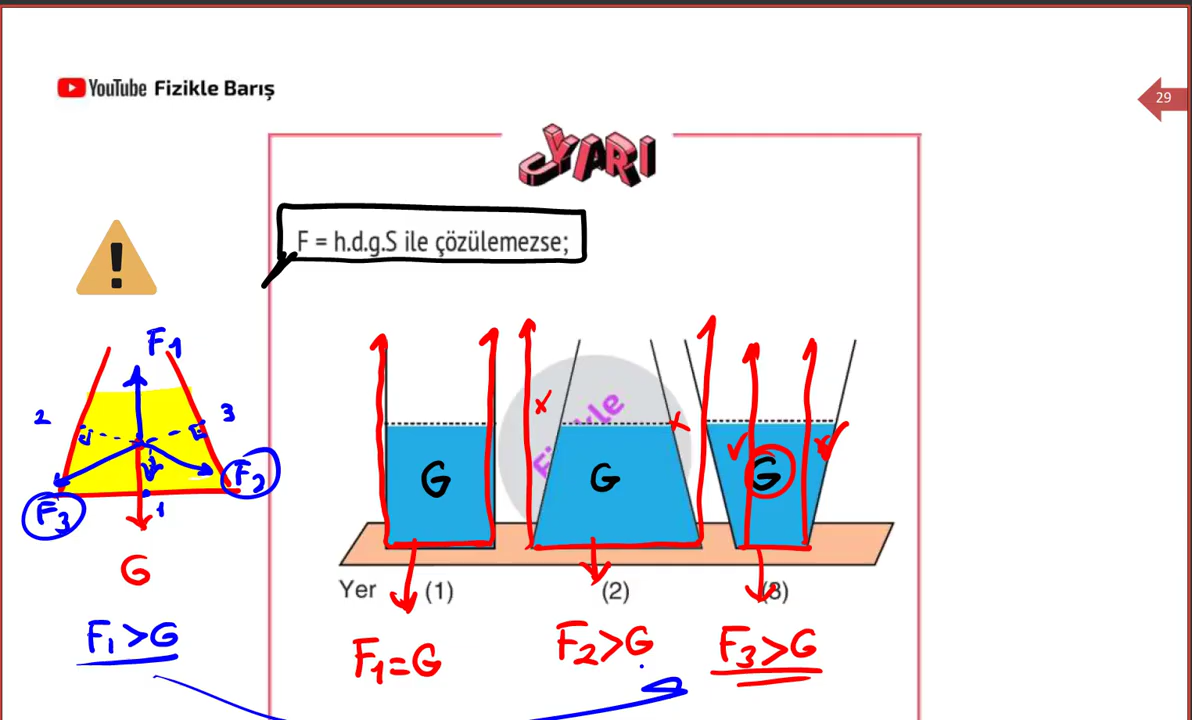 YouTube Fizikle Barış
29
UYARI
F = h.d.g.S ile çözülemezse;
F1
2
3
F3
F2
1
G
F1 > G
G
G
G
Yer
(1)
(2)
(3)
F1 = G
F2 > G
F3 > G